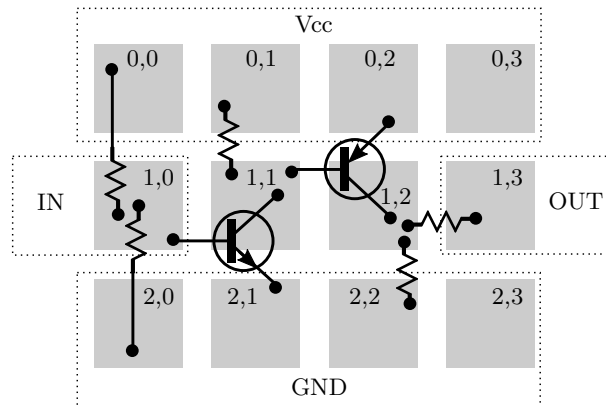 Vcc
0,0 0,1 0,2 0,3
1,0 1,1 1,2 1,3
IN OUT
2,0 2,1 2,2 2,3
GND